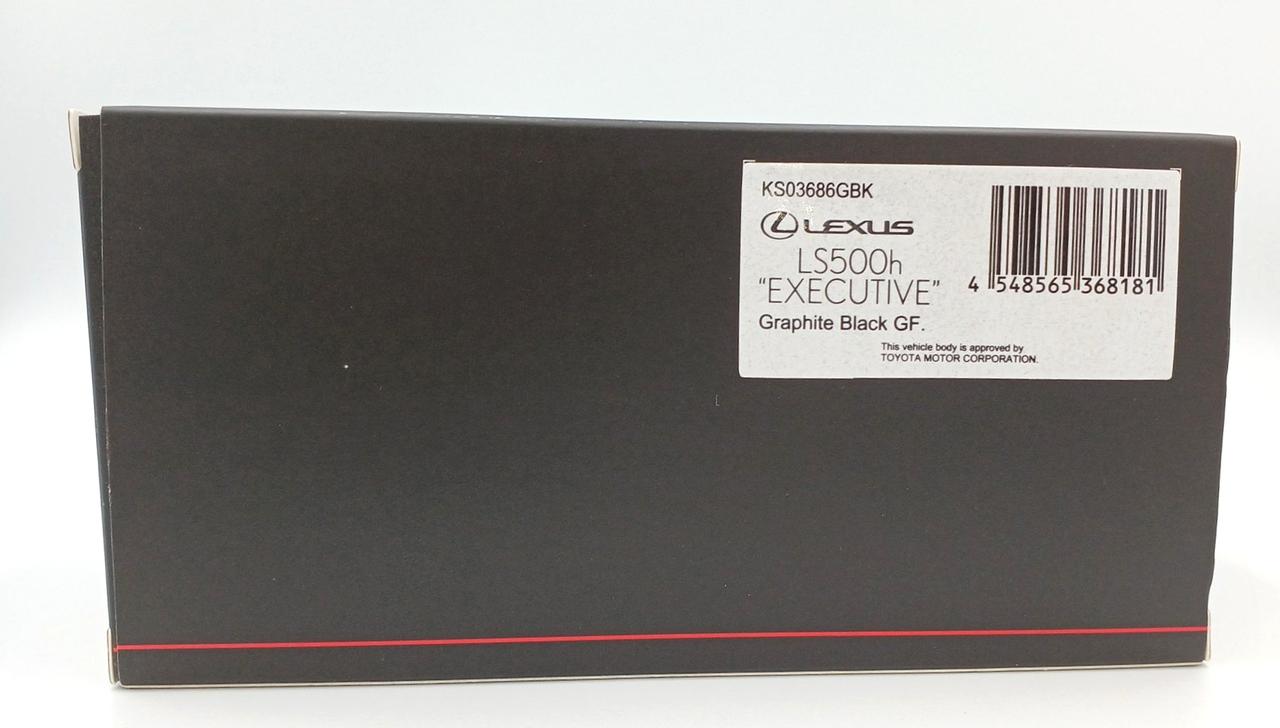 KS03686GBK
LEXUS
LS500h
“EXECUTIVE”
Graphite Black GF.
This vehicle body is approved by
TOYOTA MOTOR CORPORATION.
4 548565 368181